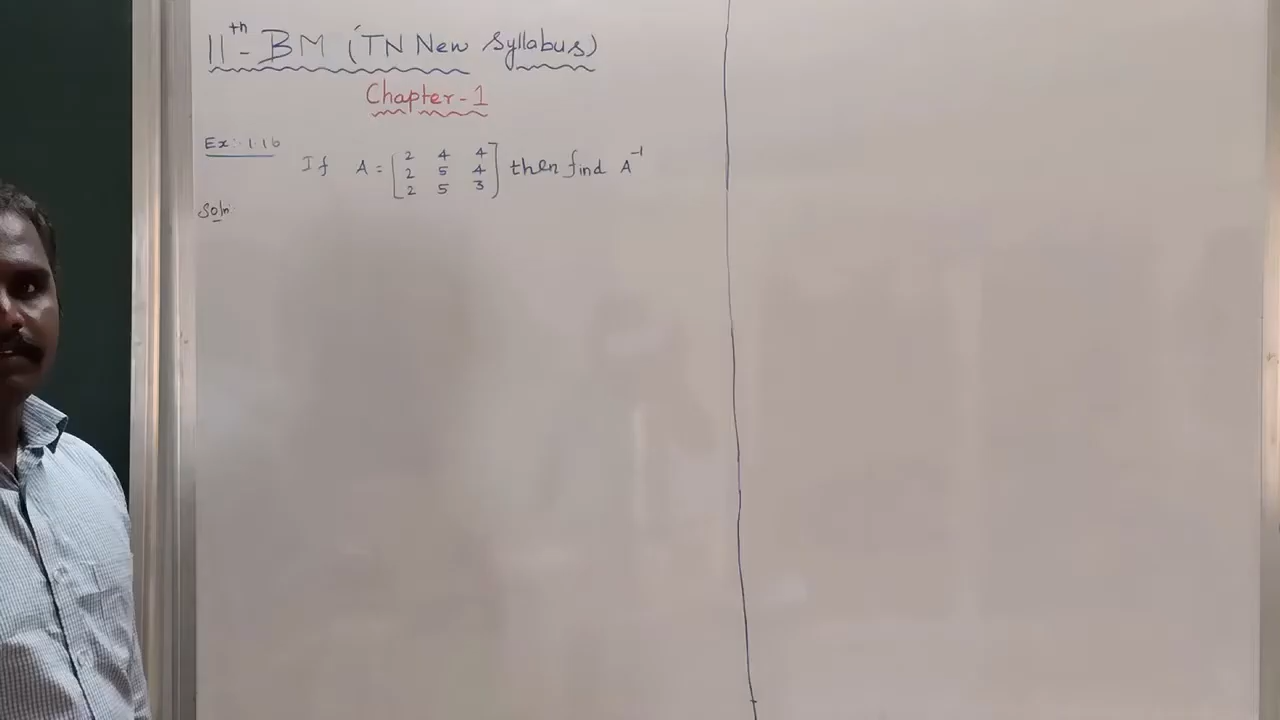 11th - BM (TN New Syllabus)
Chapter - 1
Ex:- 1.16
If A = [2 4 4
2 5 4
2 5 3] then find A⁻¹
Soln: